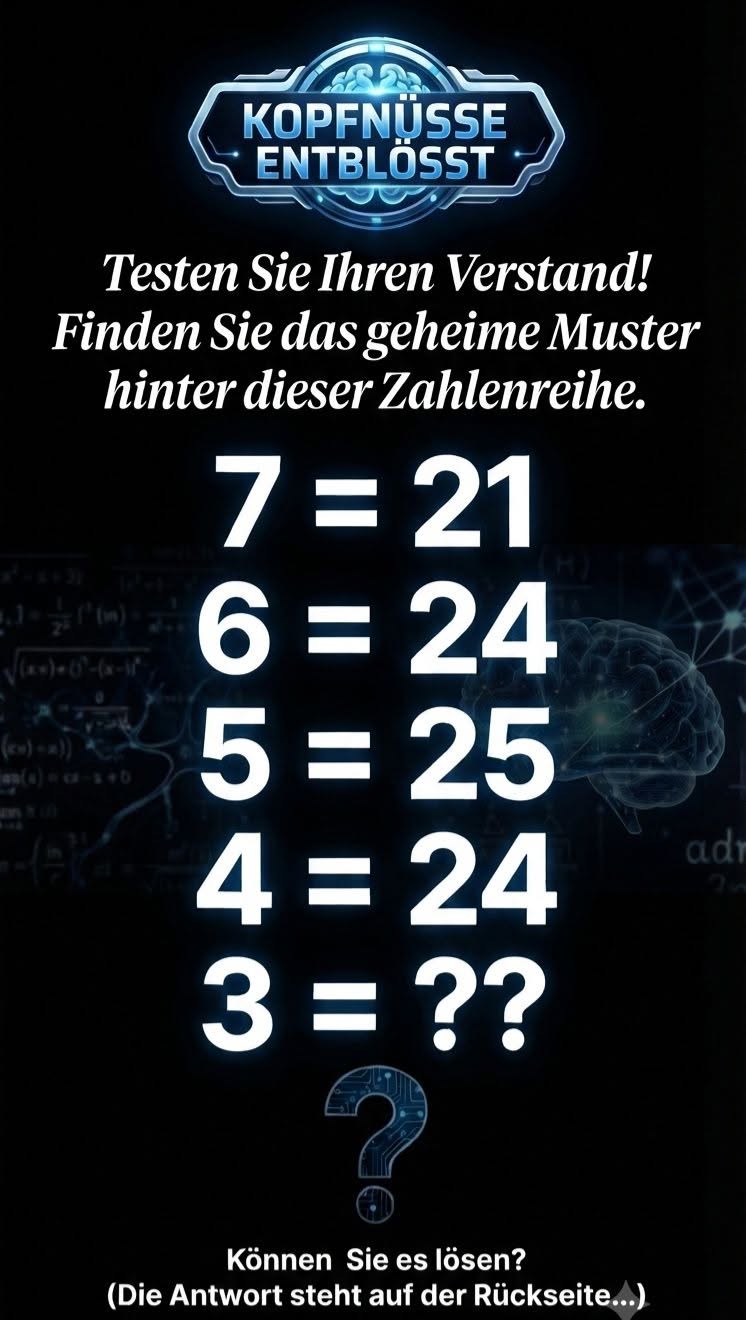 KOPFNÜSSE
ENTBLÖSST
Testen Sie Ihren Verstand!
Finden Sie das geheime Muster
hinter dieser Zahlenreihe.
7 = 21
6 = 24
5 = 25
4 = 24
3 = ??
?
Können Sie es lösen?
(Die Antwort steht auf der Rückseite...)